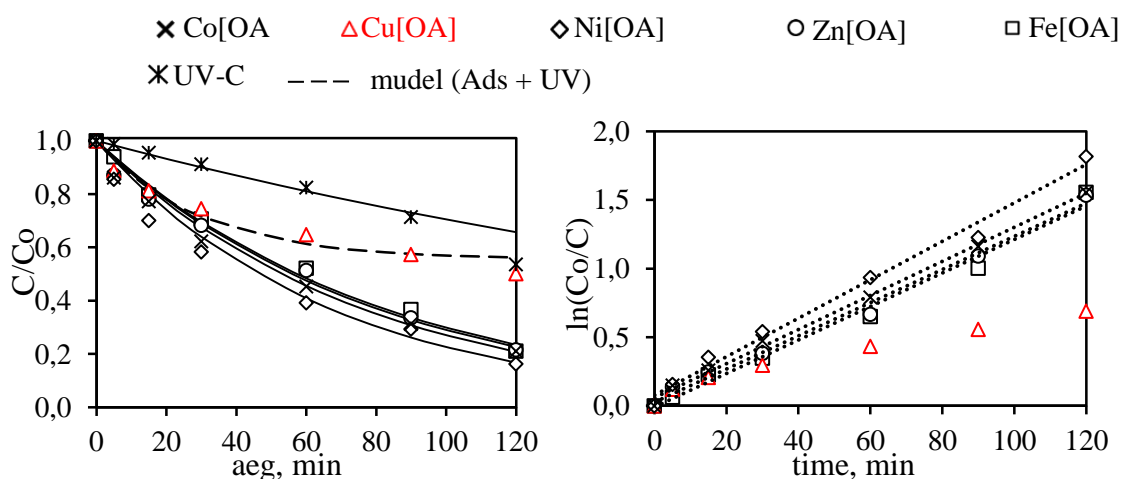 Co[OA Cu[OA] Ni[OA] Zn[OA] Fe[OA]
UV-C mudel (Ads + UV)
C/Co
1,0
0,8
0,6
0,4
0,2
0,0
0 20 40 60 80 100 120
aeg, min
ln(Co/C)
2,0
1,5
1,0
0,5
0,0
0 20 40 60 80 100 120
time, min